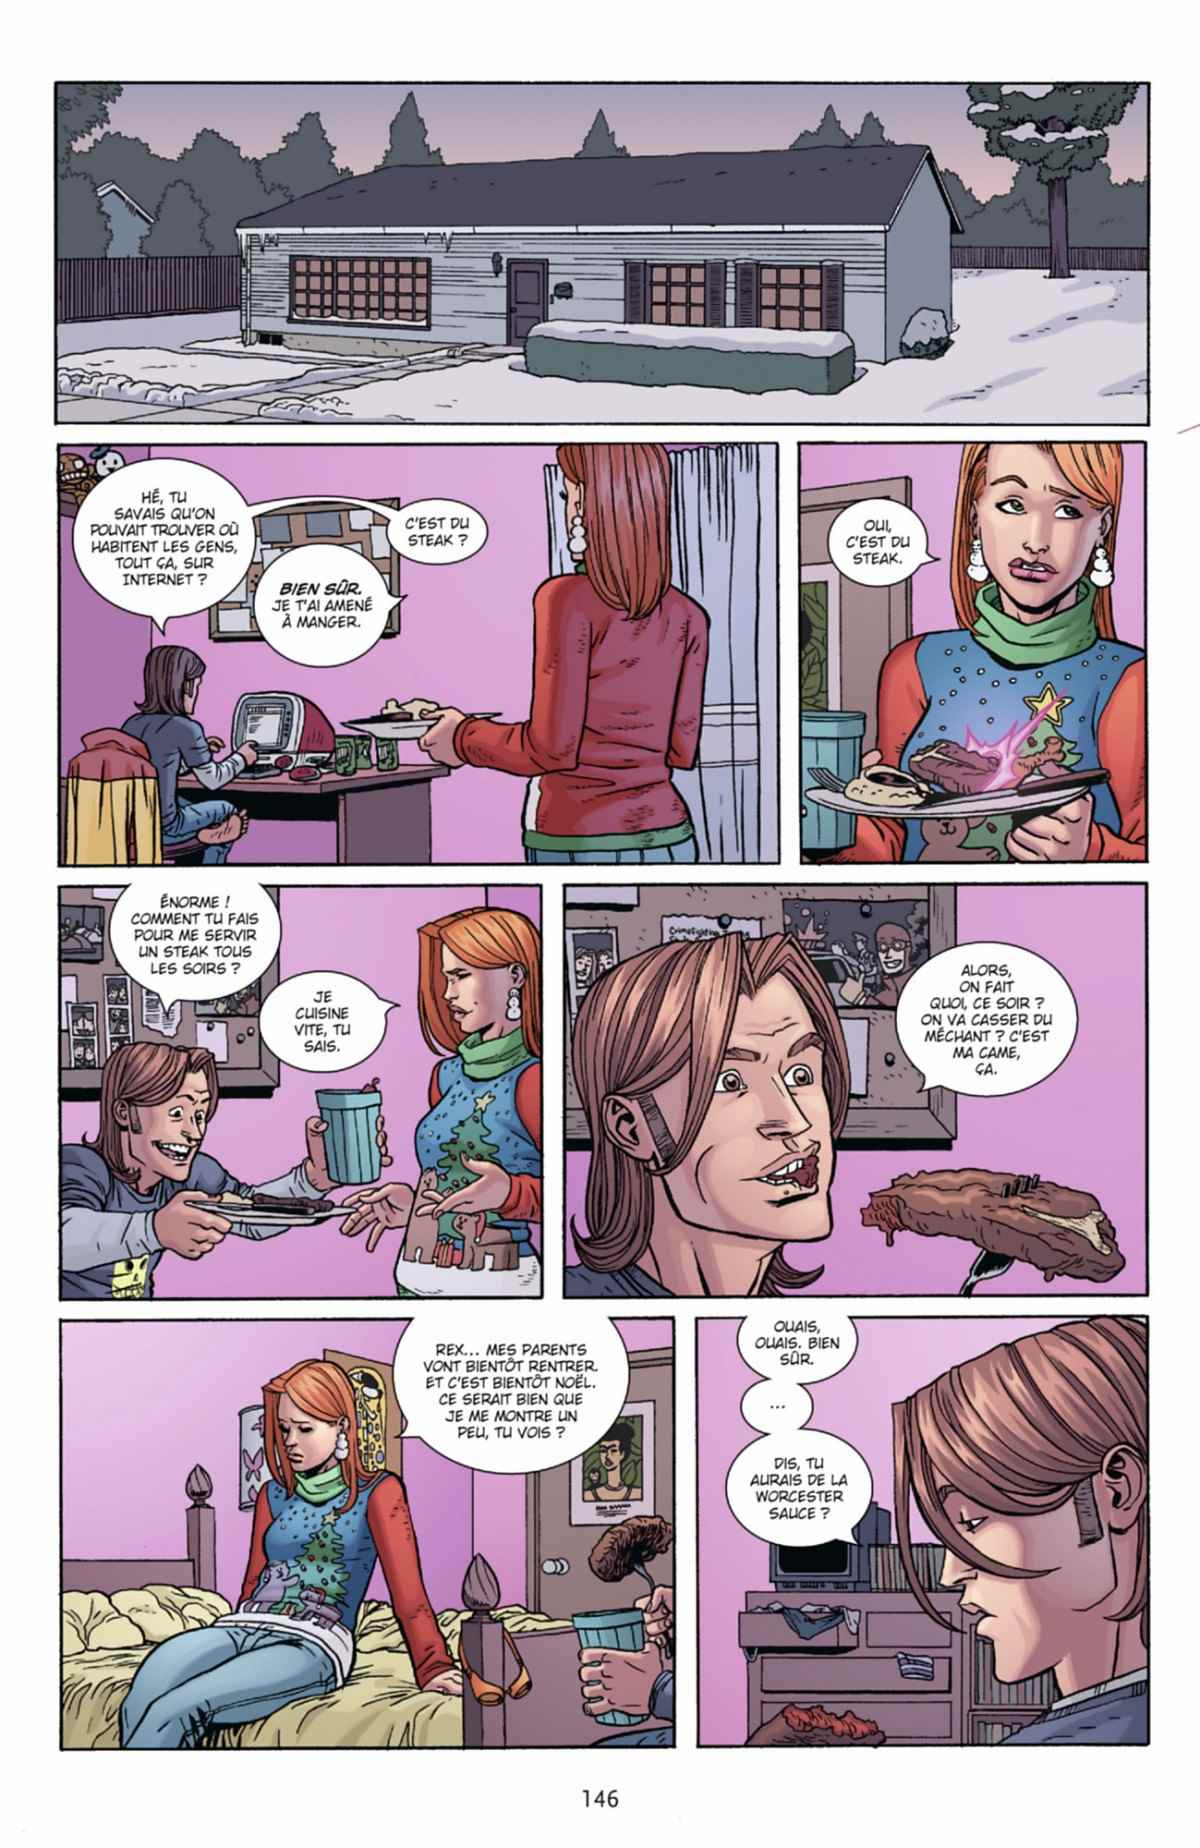 HÉ, TU
SAVAIS QU'ON
POUVAIT TROUVER OÙ
HABITENT LES GENS,
TOUT ÇA, SUR
INTERNET ?
C'EST DU
STEAK ?
BIEN SÛR.
JE T'AI AMENÉ
À MANGER.
OUI,
C'EST DU
STEAK.
ÉNORME !
COMMENT TU FAIS
POUR ME SERVIR
UN STEAK TOUS
LES SOIRS ?
JE
CUISINE
VITE, TU
SAIS.
Crimefighting
ALORS,
ON FAIT
QUOI, CE SOIR ?
ON VA CASSER DU
MÉCHANT ? C'EST
MA CAME,
ÇA.
REX... MES PARENTS
VONT BIENTÔT RENTRER.
ET C'EST BIENTÔT NOËL.
CE SERAIT BIEN QUE
JE ME MONTRE UN
PEU, TU VOIS ?
OUAIS,
OUAIS. BIEN
SÛR.
...
DIS, TU
AURAIS DE LA
WORCESTER
SAUCE ?
146